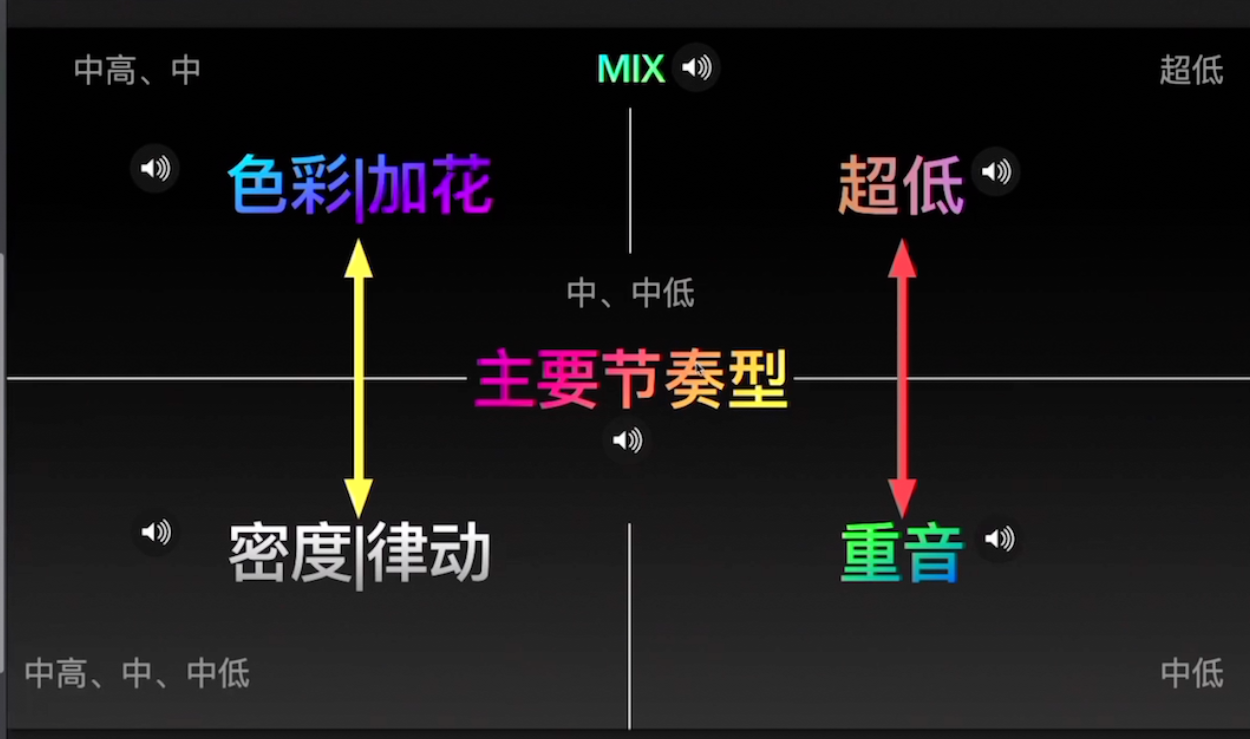 中高、中
MIX
超低
色彩|加花
超低
中、中低
主要节奏型
密度|律动
重音
中高、中、中低
中低